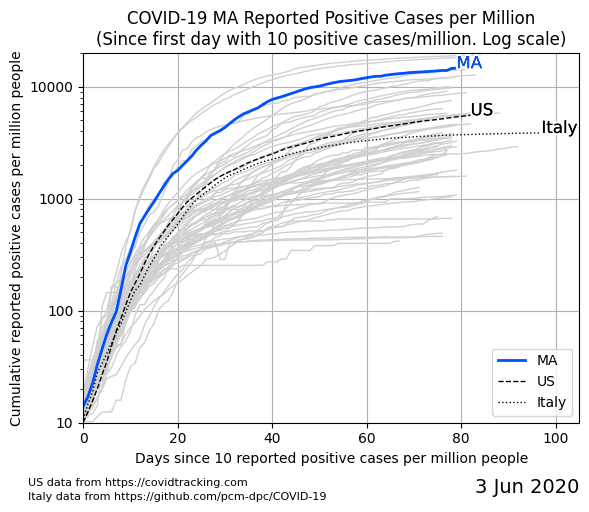 COVID-19 MA Reported Positive Cases per Million
(Since first day with 10 positive cases/million. Log scale)
Cumulative reported positive cases per million people
10000
1000
100
10
MA
US
Italy
MA
US
Italy
0
20
40
60
80
100
Days since 10 reported positive cases per million people
US data from https://covidtracking.com
Italy data from https://github.com/pcm-dpc/COVID-19
3 Jun 2020